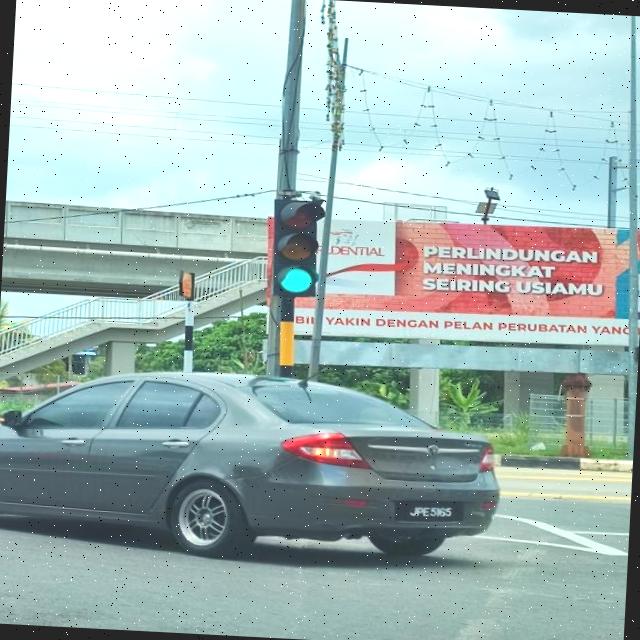 DENTIAL
PERLiNDUNGAN
MENINGKAT
SEiRING USIAMU
YAKIN DENGAN PELAN PERUBATAN YANG
JPE 5165